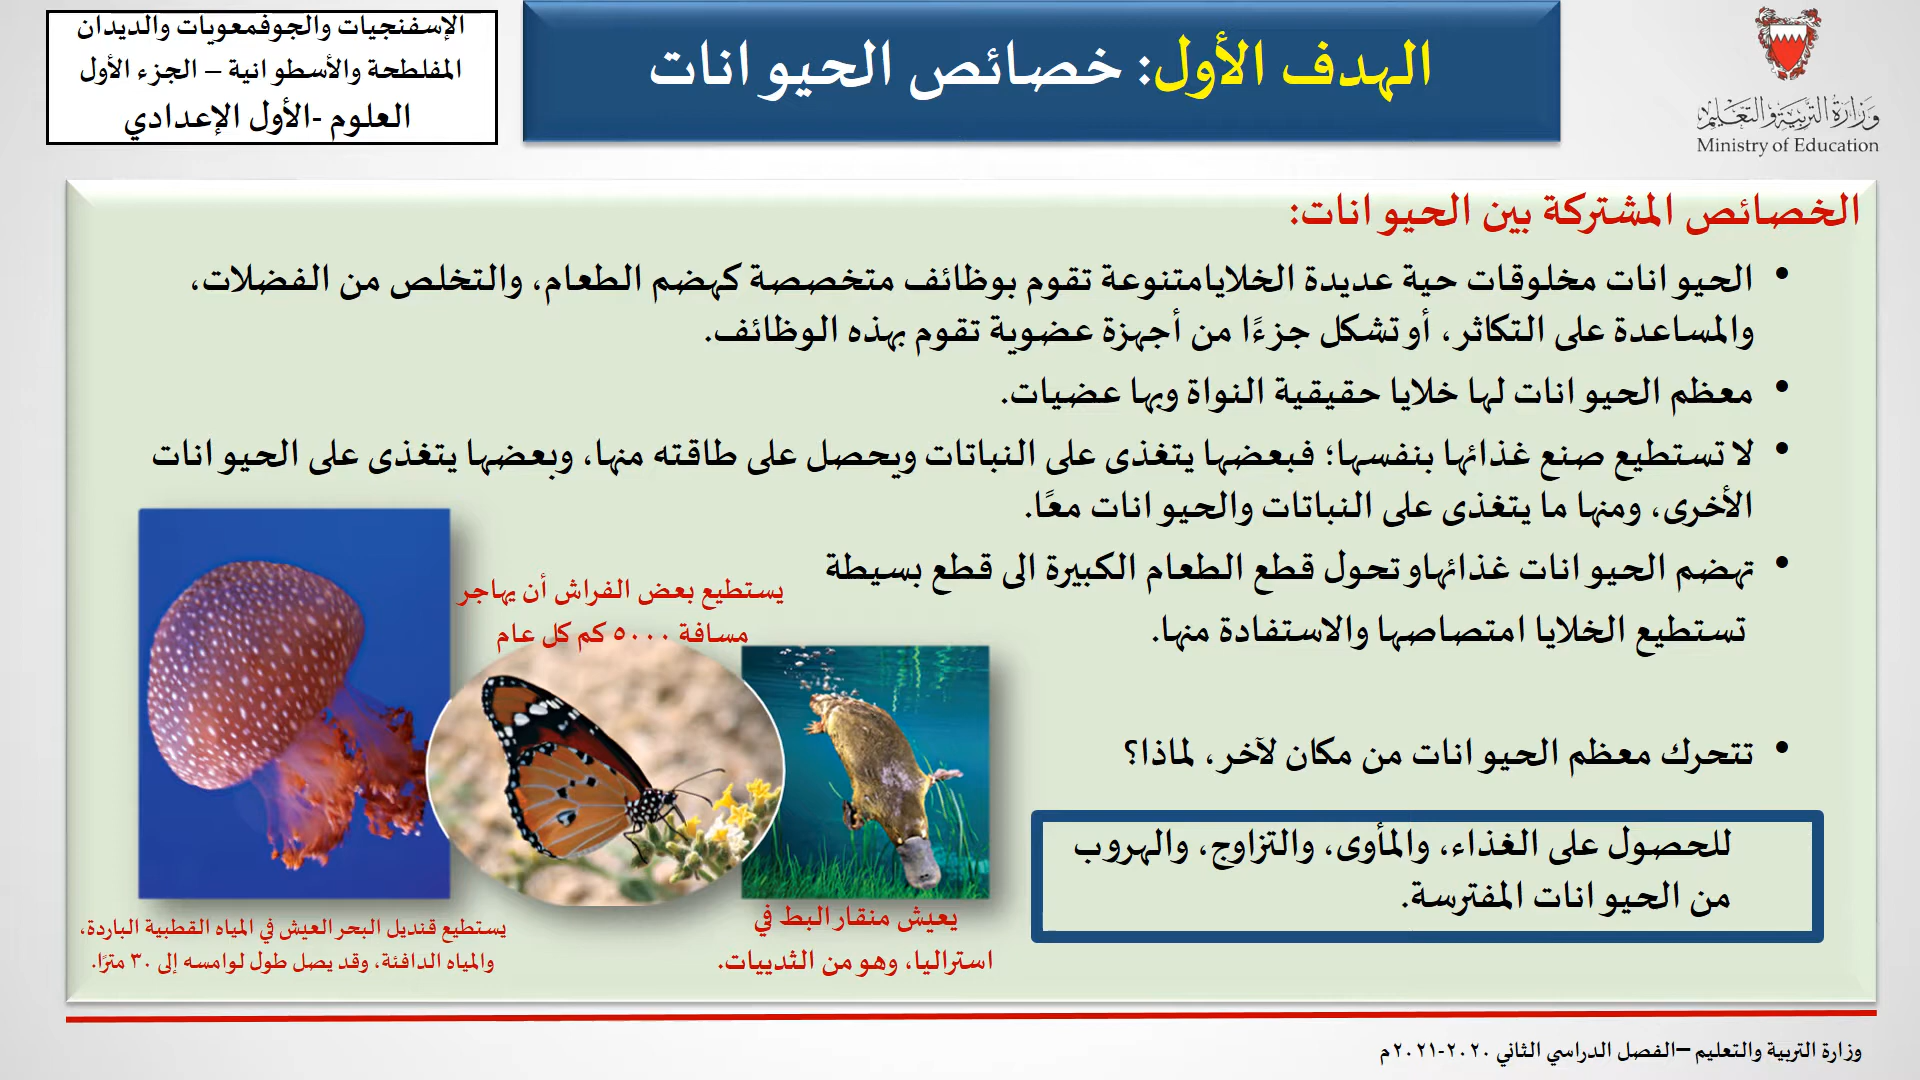 الإسفنجيات والجوفمعويات والديدان
المفلطحة والأسطوانية – الجزء الأول
العلوم -الأول الإعدادي
الهدف الأول: خصائص الحيوانات
وزارة التربية والتعليم
Ministry of Education
الخصائص المشتركة بين الحيوانات:
• الحيوانات مخلوقات حية عديدة الخلايامتنوعة تقوم بوظائف متخصصة كهضم الطعام، والتخلص من الفضلات،
والمساعدة على التكاثر، أوتشكل جزءًا من أجهزة عضوية تقوم بهذه الوظائف.
• معظم الحيوانات لها خلايا حقيقية النواة وبها عضيات.
• لا تستطيع صنع غذائها بنفسها؛ فبعضها يتغذى على النباتات ويحصل على طاقته منها، وبعضها يتغذى على الحيوانات
الأخرى، ومنها ما يتغذى على النباتات والحيوانات معًا.
• تهضم الحيوانات غذائهاوتحول قطع الطعام الكبيرة الى قطع بسيطة
تستطيع الخلايا امتصاصها والاستفادة منها.
• تتحرك معظم الحيوانات من مكان لآخر، لماذا؟
للحصول على الغذاء، والمأوى، والتزاوج، والهروب
من الحيوانات المفترسة.
يستطيع بعض الفراش أن يهاجر
مسافة ٥٠٠٠ كم كل عام
يعيش منقار البط في
استراليا، وهو من الثدييات.
يستطيع قنديل البحر العيش في المياه القطبية الباردة،
والمياه الدافئة، وقد يصل طول لوامسه إلى ٣٠ مترًا.
وزارة التربية والتعليم –الفصل الدراسي الثاني ٢٠٢٠-٢٠٢١م